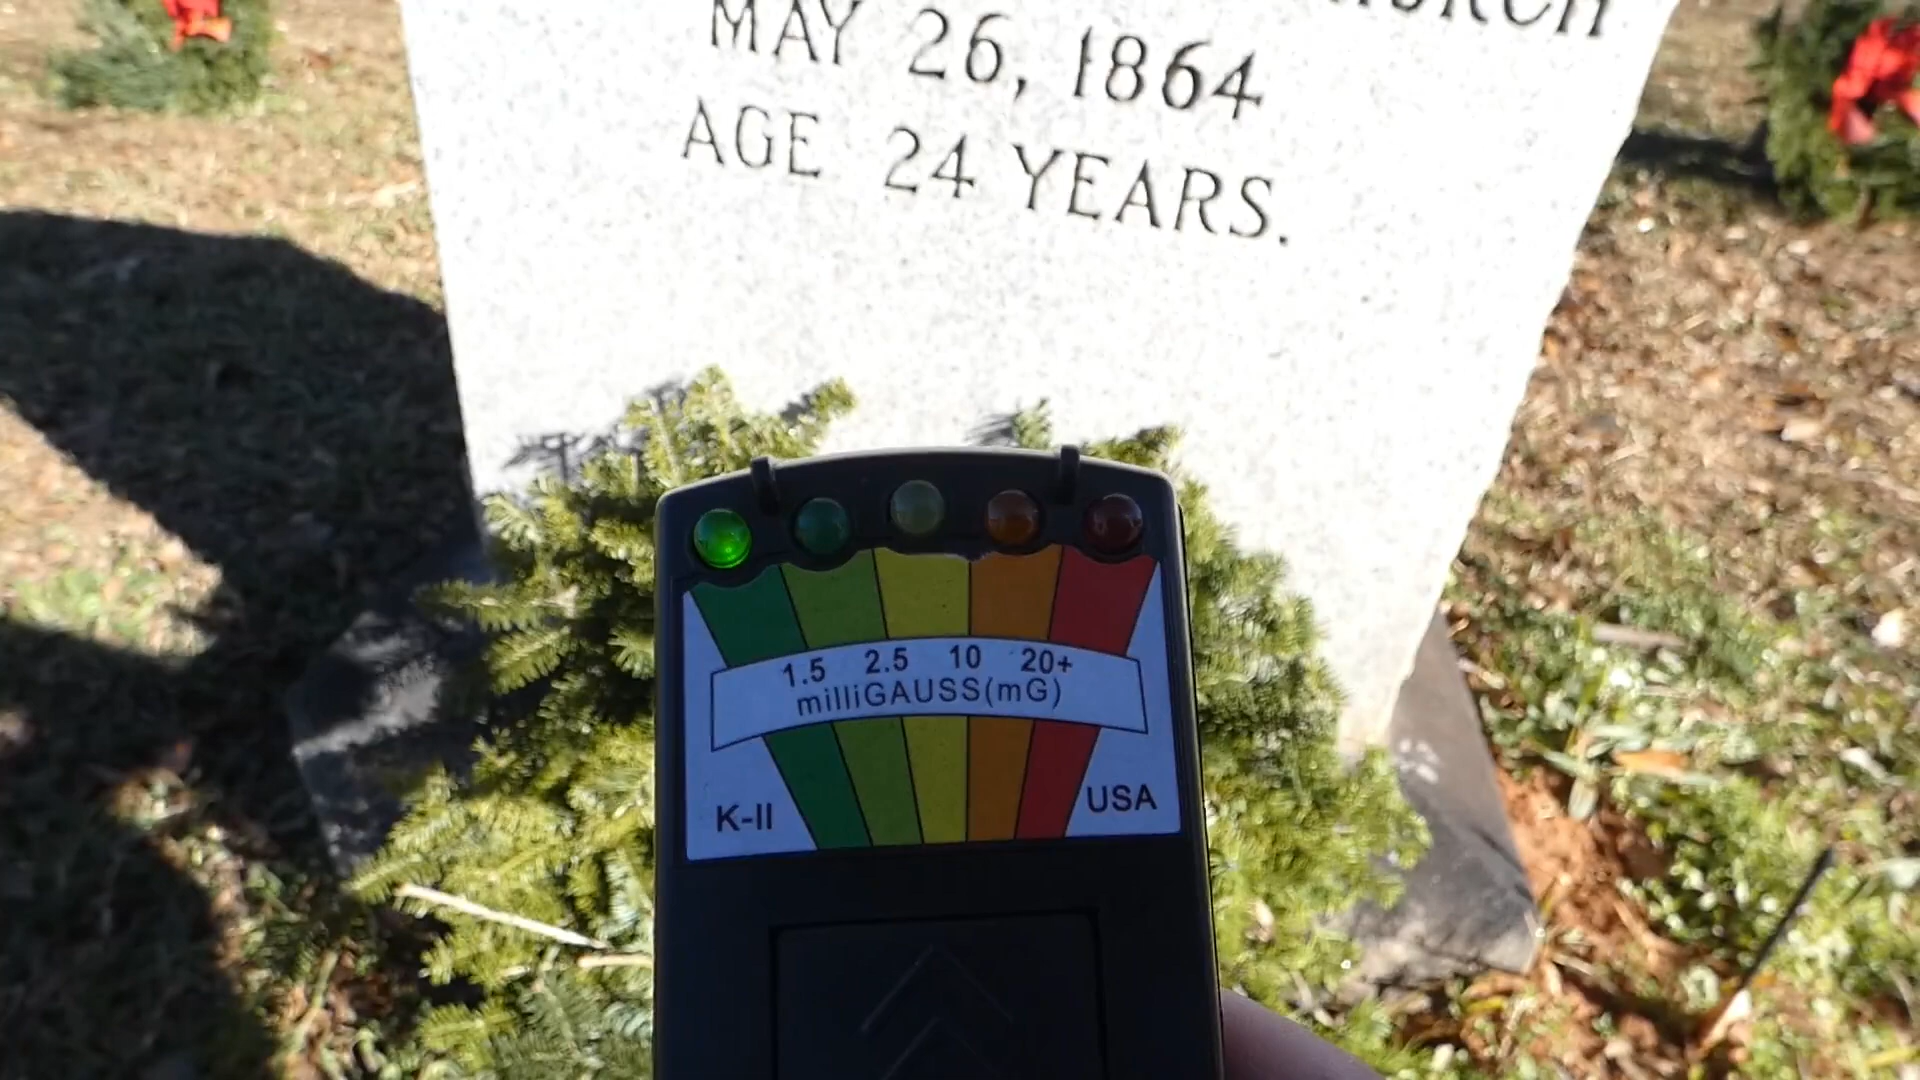 MAY 26, 1864
AGE 24 YEARS.
1.5 2.5 10 20+
milliGAUSS(mG)
K-II
USA